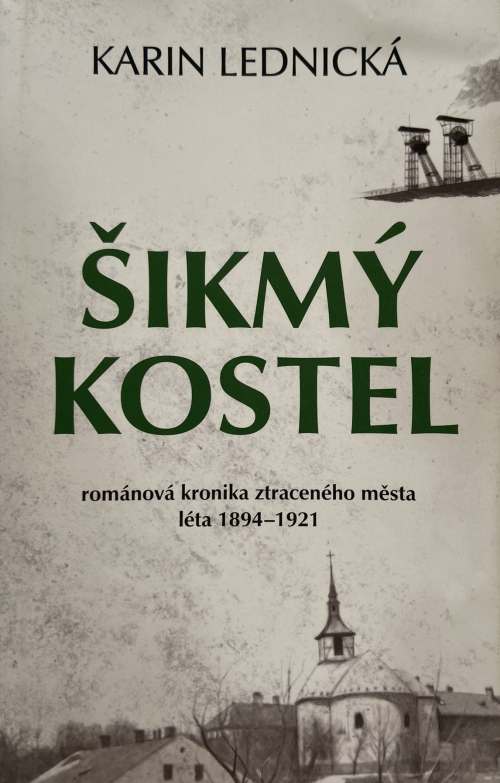 KARIN LEDNICKÁ
ŠIKMÝ
KOSTEL
románová kronika ztraceného města
léta 1894–1921